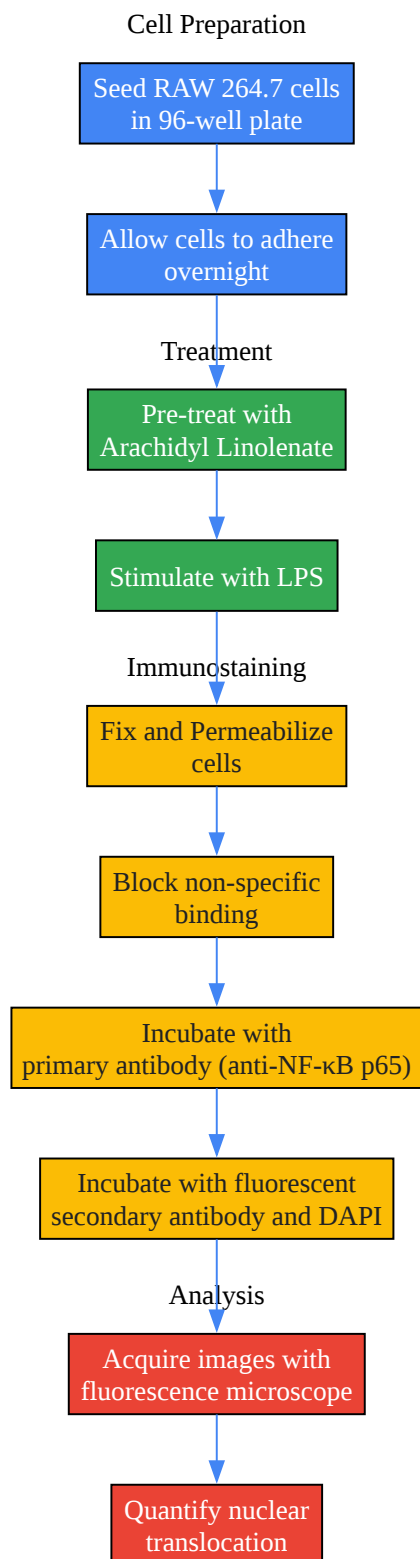 Cell Preparation
Seed RAW 264.7 cells
in 96-well plate
Allow cells to adhere
overnight
Treatment
Pre-treat with
Arachidyl Linolenate
Stimulate with LPS
Immunostaining
Fix and Permeabilize
cells
Block non-specific
binding
Incubate with
primary antibody (anti-NF-κB p65)
Incubate with fluorescent
secondary antibody and DAPI
Analysis
Acquire images with
fluorescence microscope
Quantify nuclear
translocation